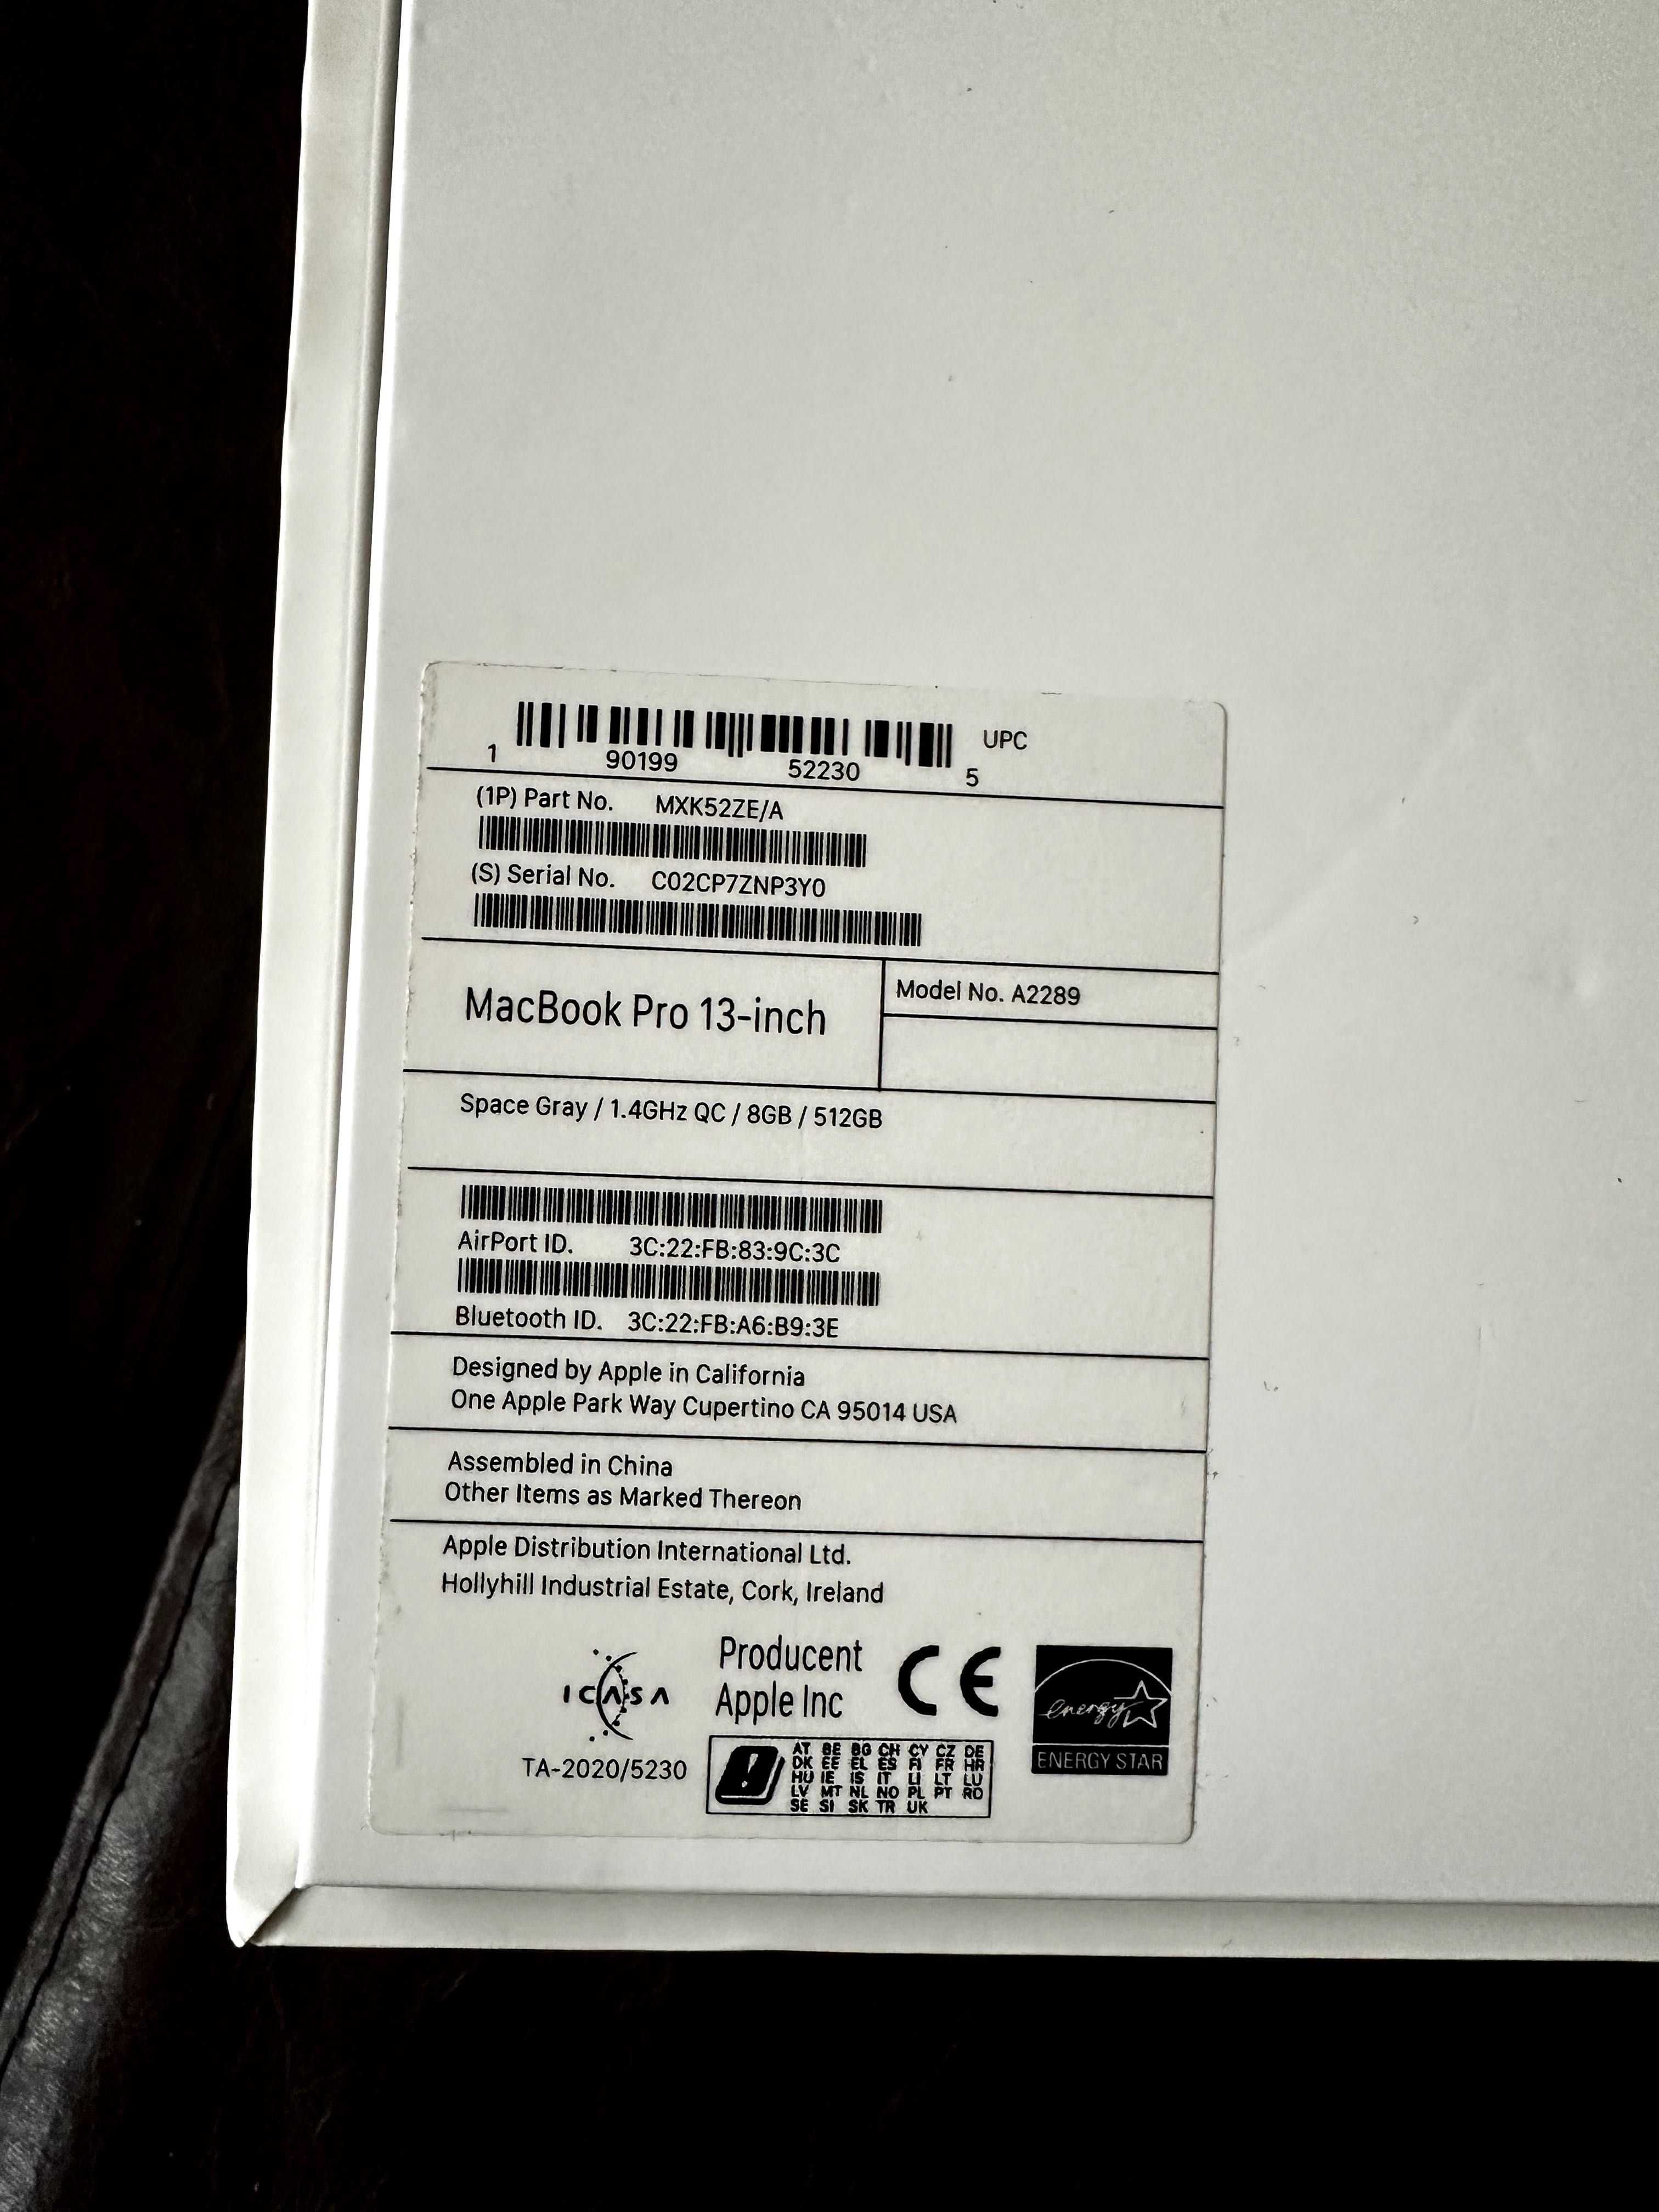 1 90199 52230 5 UPC
(1P) Part No. MXK52ZE/A
(S) Serial No. C02CP7ZNP3Y0
MacBook Pro 13-inch
Model No. A2289
Space Gray / 1.4GHz QC / 8GB / 512GB
AirPort ID. 3C:22:FB:83:9C:3C
Bluetooth ID. 3C:22:FB:A6:B9:3E
Designed by Apple in California
One Apple Park Way Cupertino CA 95014 USA
Assembled in China
Other Items as Marked Thereon
Apple Distribution International Ltd.
Hollyhill Industrial Estate, Cork, Ireland
ICASA
TA-2020/5230
Producent
Apple Inc
CE
energy
ENERGY STAR
AT BE BG CH CY CZ DE
DK EE EL ES FI FR HR
HU IE IS IT LI LT LU
LV MT NL NO PL PT RO
SE SI SK TR UK